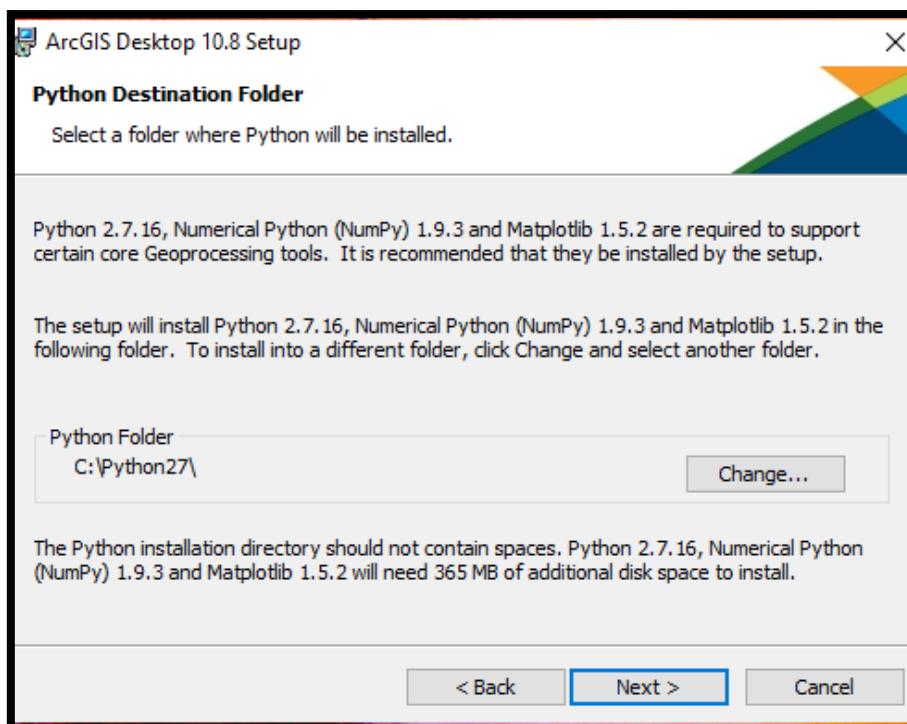 ArcGIS Desktop 10.8 Setup
Python Destination Folder
Select a folder where Python will be installed.
Python 2.7.16, Numerical Python (NumPy) 1.9.3 and Matplotlib 1.5.2 are required to support
certain core Geoprocessing tools.  It is recommended that they be installed by the setup.
The setup will install Python 2.7.16, Numerical Python (NumPy) 1.9.3 and Matplotlib 1.5.2 in the
following folder.  To install into a different folder, click Change and select another folder.
Python Folder
C:\Python27\
Change...
The Python installation directory should not contain spaces. Python 2.7.16, Numerical Python
(NumPy) 1.9.3 and Matplotlib 1.5.2 will need 365 MB of additional disk space to install.
< Back Next > Cancel